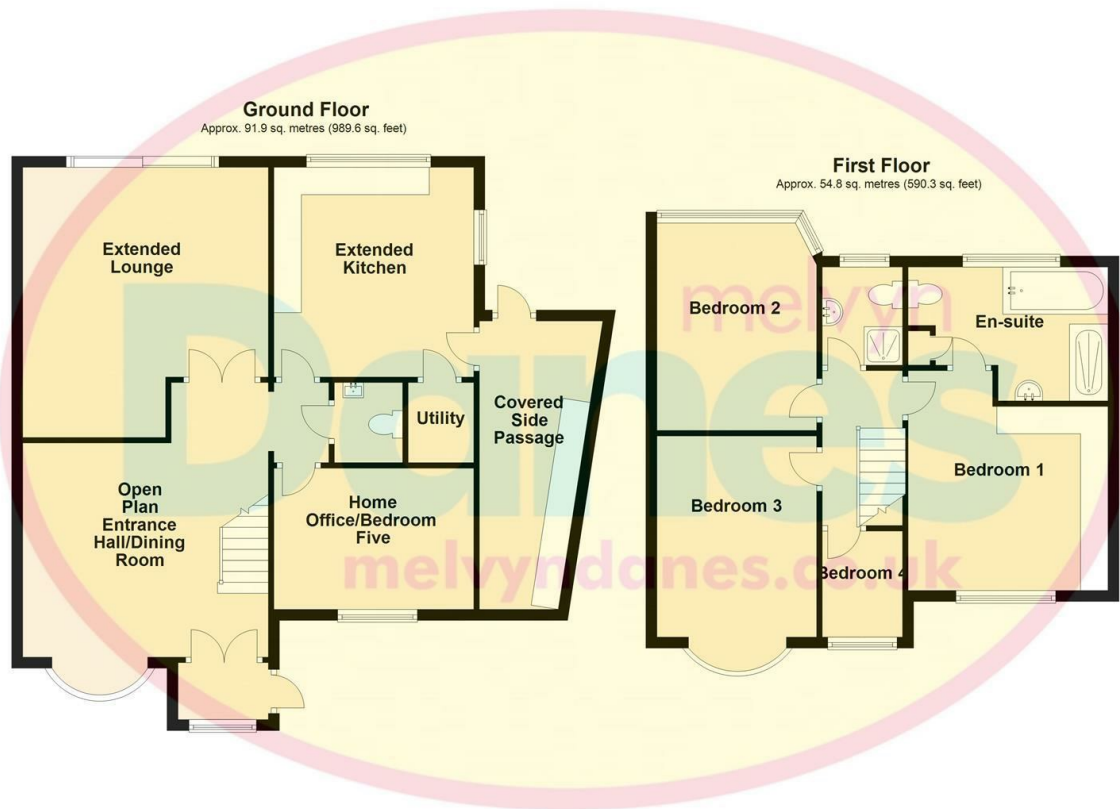 Ground Floor
Approx. 91.9 sq. metres (989.6 sq. feet)
Extended
Lounge
Extended
Kitchen
Utility
Covered
Side
Passage
Open
Plan
Entrance
Hall/Dining
Room
Home
Office/Bedroom
Five
First Floor
Approx. 54.8 sq. metres (590.3 sq. feet)
Bedroom 2
En-suite
Bedroom 3
Bedroom 1
Bedroom 4
melvyn
Danes
melvyndanes.co.uk